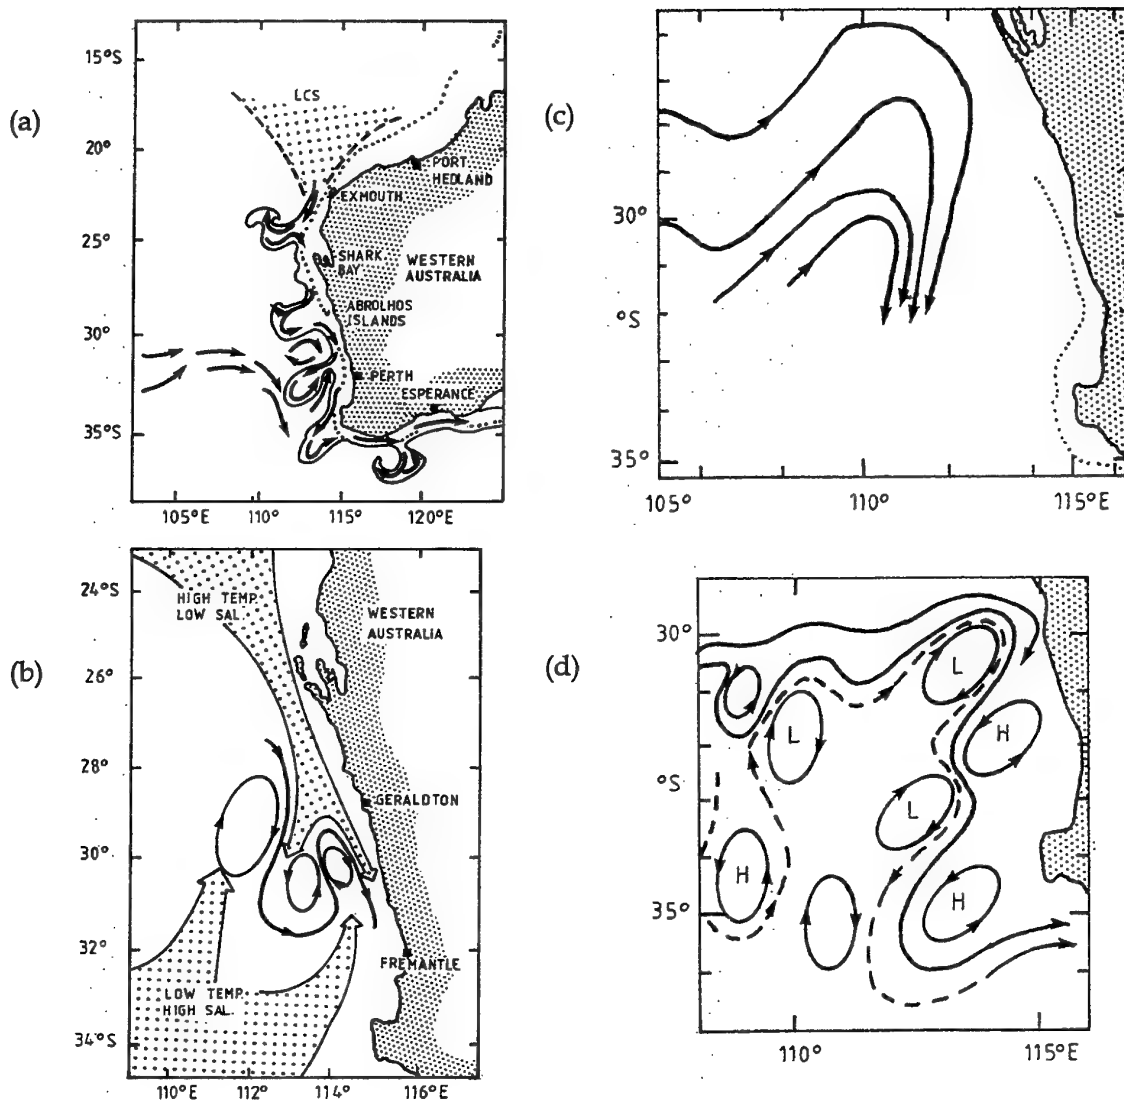 (a)
15°S
20°
25°
30°
35°S
105°E 110° 115° 120°E
LCS
PORT
HEDLAND
EXMOUTH
SHARK
BAY
WESTERN
AUSTRALIA
ABROLHOS
ISLANDS
PERTH
ESPERANCE
(b)
24°S
26°
28°
30°
32°
34°S
110°E 112° 114° 116°E
HIGH TEMP.
LOW SAL.
WESTERN
AUSTRALIA
GERALDTON
FREMANTLE
LOW TEMP.
HIGH SAL.
(c)
30°
°S
35°
105°E 110° 115°E
(d)
30°
°S
35°
110° 115°E
L
L
H
L
H
H